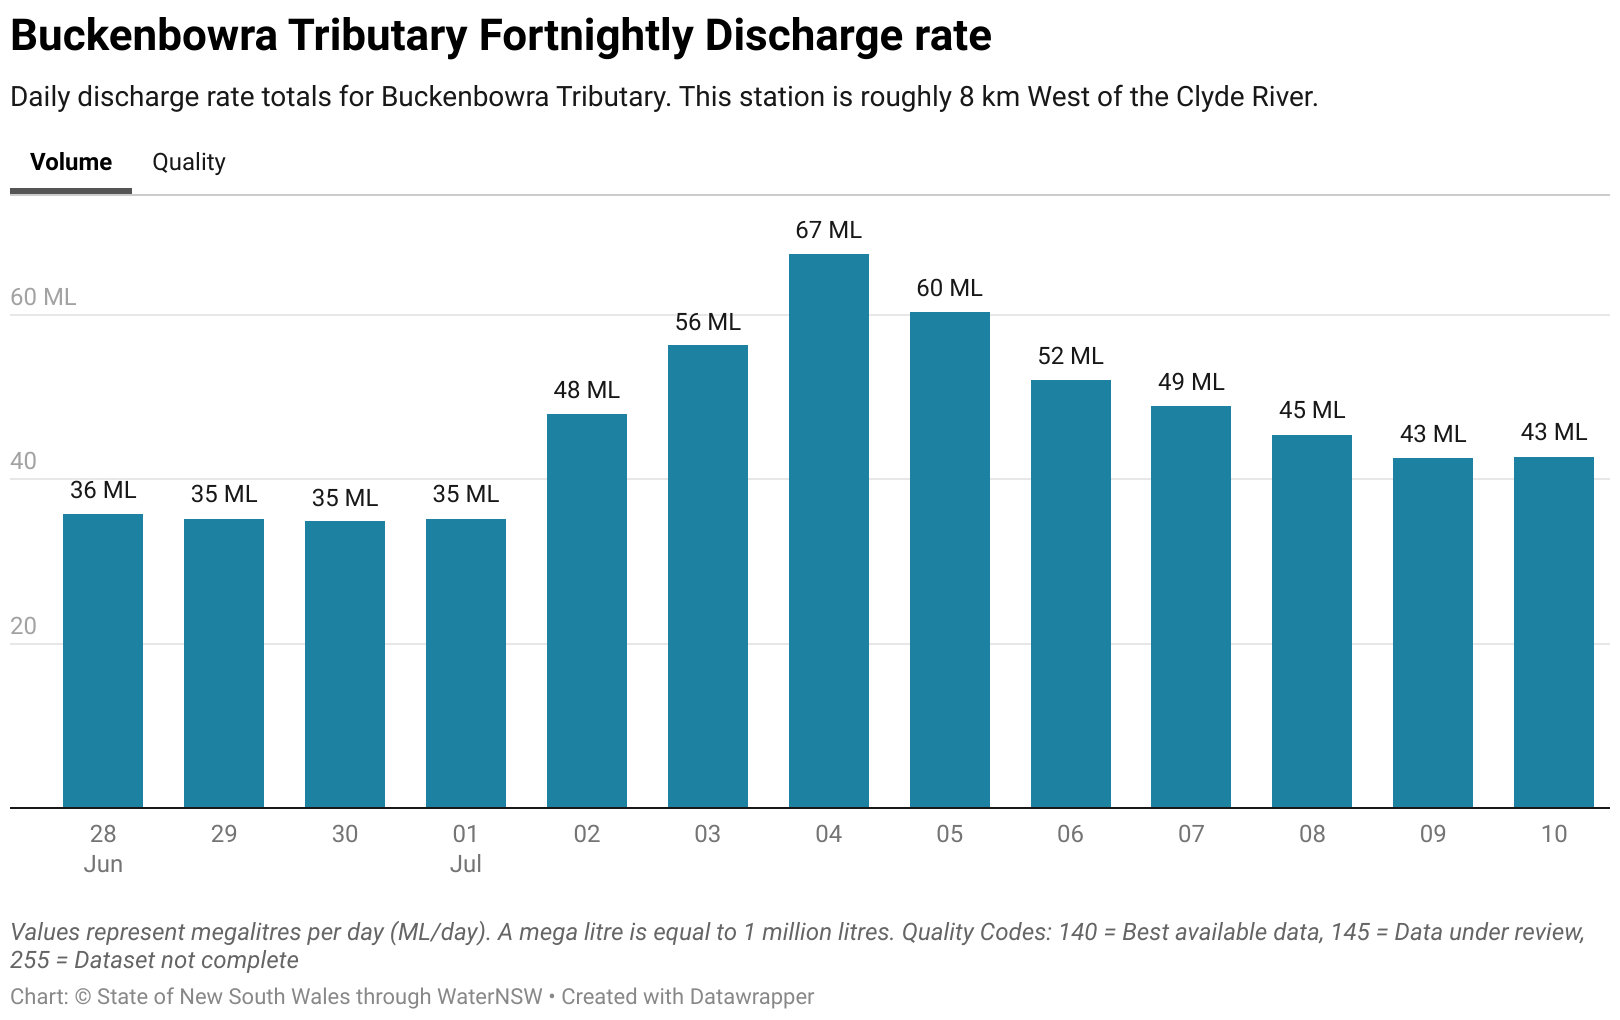 Buckenbowra Tributary Fortnightly Discharge rate
Daily discharge rate totals for Buckenbowra Tributary. This station is roughly 8 km West of the Clyde River.
Volume Quality
67 ML
60 ML
60 ML
56 ML
52 ML
49 ML
48 ML
45 ML
43 ML
43 ML
40
36 ML
35 ML
35 ML
35 ML
20
28 29 30 01 02 03 04 05 06 07 08 09 10
Jun Jul
Values represent megalitres per day (ML/day). A mega litre is equal to 1 million litres. Quality Codes: 140 = Best available data, 145 = Data under review,
255 = Dataset not complete
Chart: © State of New South Wales through WaterNSW • Created with Datawrapper